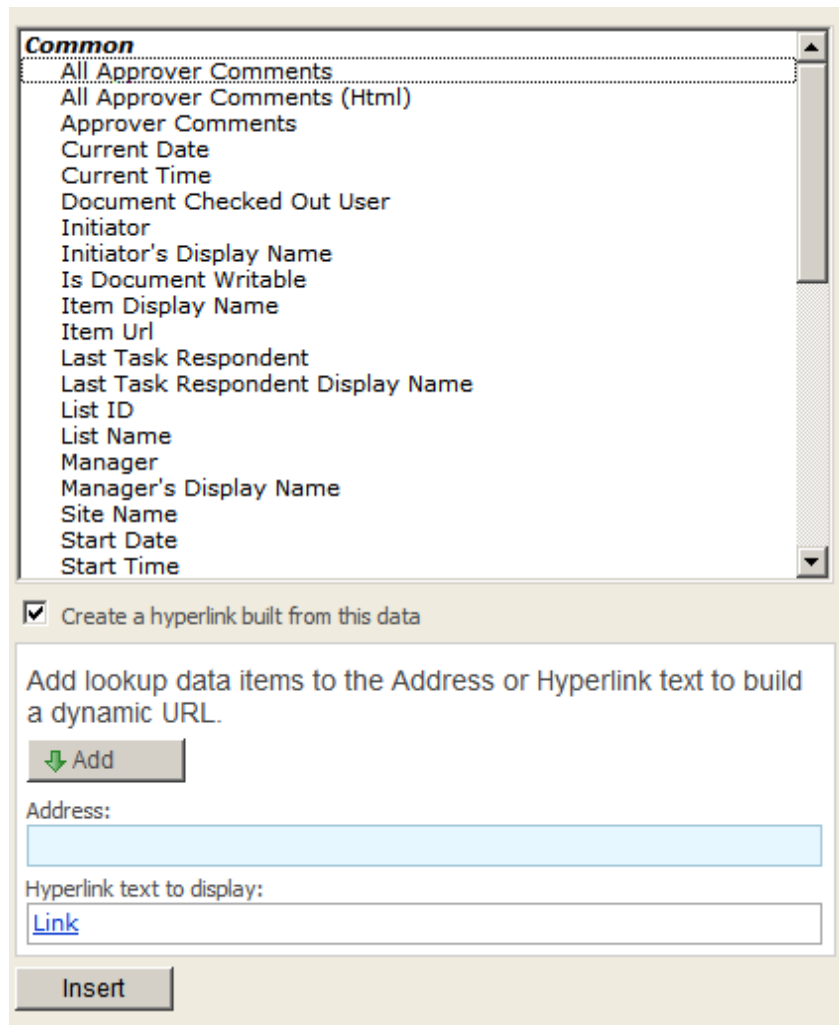 Common
All Approver Comments
All Approver Comments (Html)
Approver Comments
Current Date
Current Time
Document Checked Out User
Initiator
Initiator's Display Name
Is Document Writable
Item Display Name
Item Url
Last Task Respondent
Last Task Respondent Display Name
List ID
List Name
Manager
Manager's Display Name
Site Name
Start Date
Start Time
Create a hyperlink built from this data
Add lookup data items to the Address or Hyperlink text to build
a dynamic URL.
Add
Address:
Hyperlink text to display:
Link
Insert